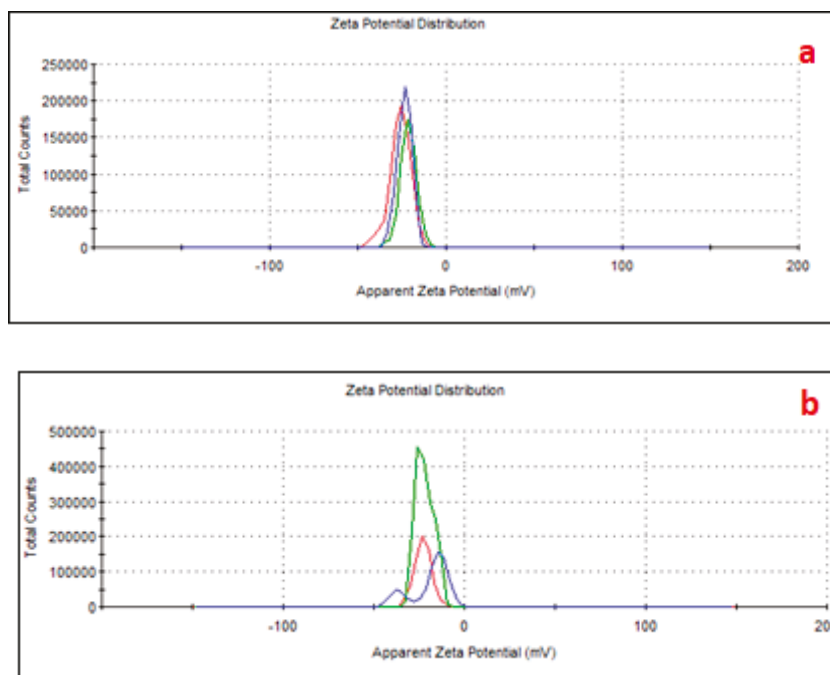 Zeta Potential Distribution
a
250000
200000
150000
100000
50000
0
Total Counts
-100 0 100 200
Apparent Zeta Potential (mV)
Zeta Potential Distribution
b
500000
400000
300000
200000
100000
0
Total Counts
-100 0 100 200
Apparent Zeta Potential (mV)